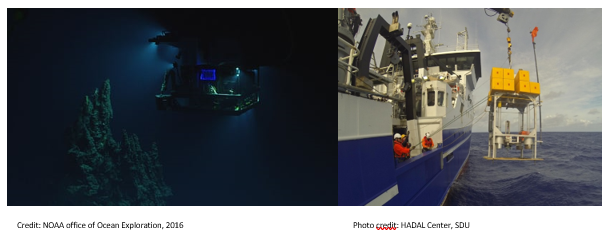 Credit: NOAA office of Ocean Exploration, 2016
Photo credit: HADAL Center, SDU